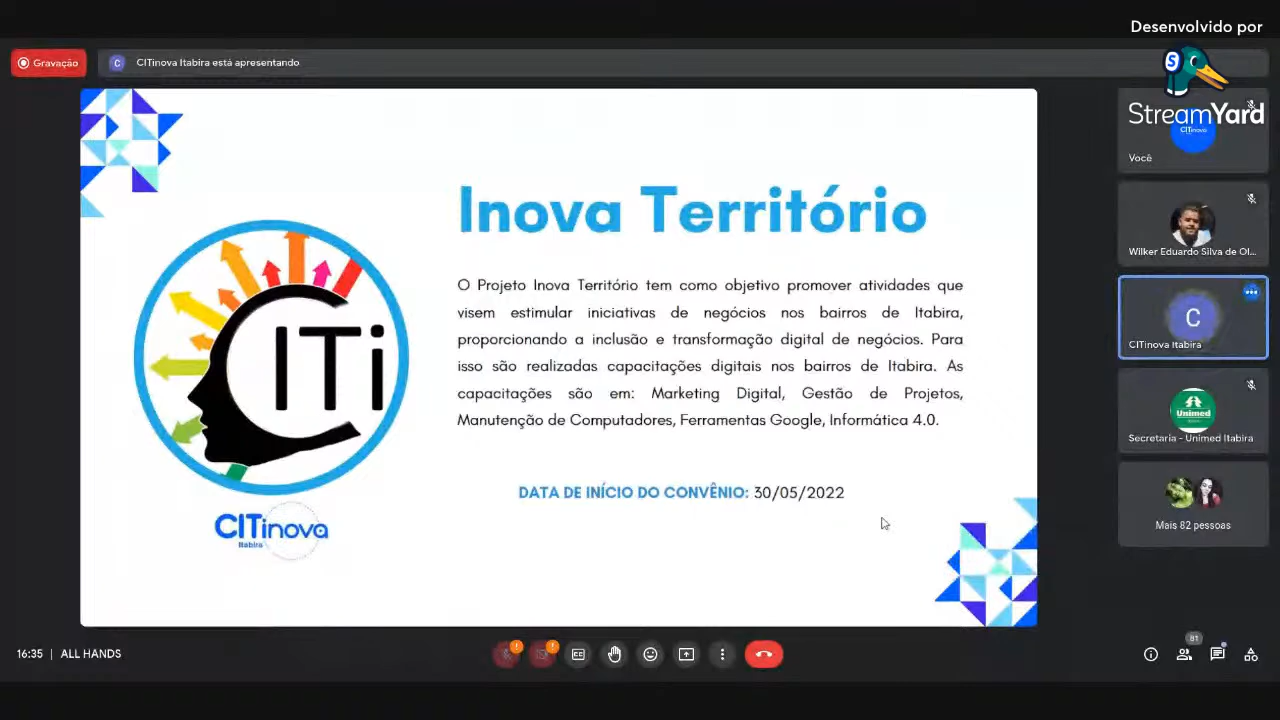 Desenvolvido por
StreamYard
Gravação
C
CITinova Itabira está apresentando
S
Inova Território
O Projeto Inova Território tem como objetivo promover atividades que
visem estimular iniciativas de negócios nos bairros de Itabira,
proporcionando a inclusão e transformação digital de negócios. Para
isso são realizadas capacitações digitais nos bairros de Itabira. As
capacitações são em: Marketing Digital, Gestão de Projetos,
Manutenção de Computadores, Ferramentas Google, Informática 4.0.
DATA DE INÍCIO DO CONVÊNIO: 30/05/2022
CITi
CITinova
Itabira
CITinova
Você
Wilker Eduardo Silva de Ol...
C
CITinova Itabira
Unimed
Secretaria - Unimed Itabira
Mais 82 pessoas
16:35 | ALL HANDS
!
!
CC
81